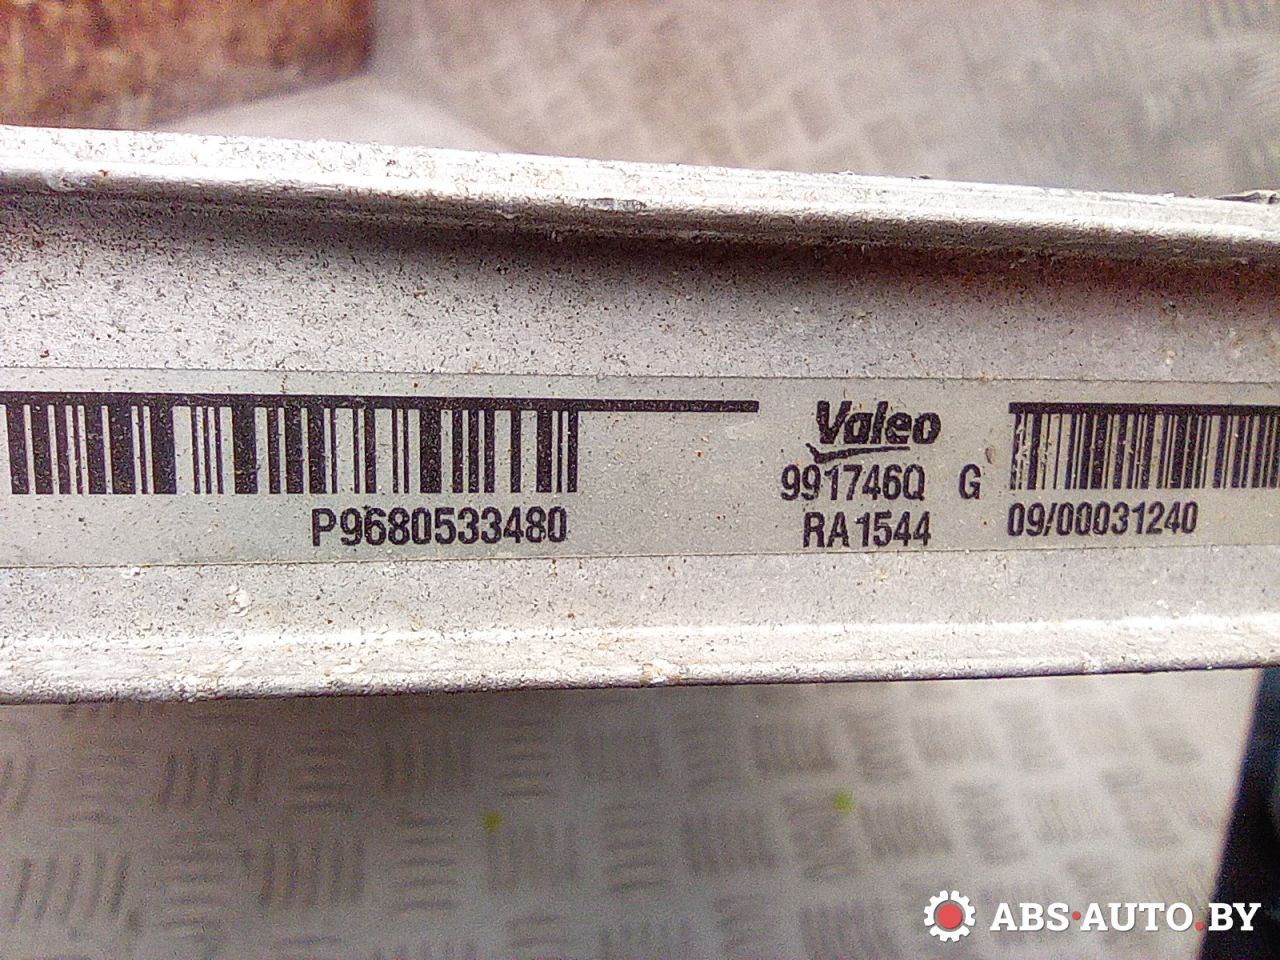 Valeo
991746Q G
P9680533480 RA1544 09/00031240
ABS·AUTO.BY